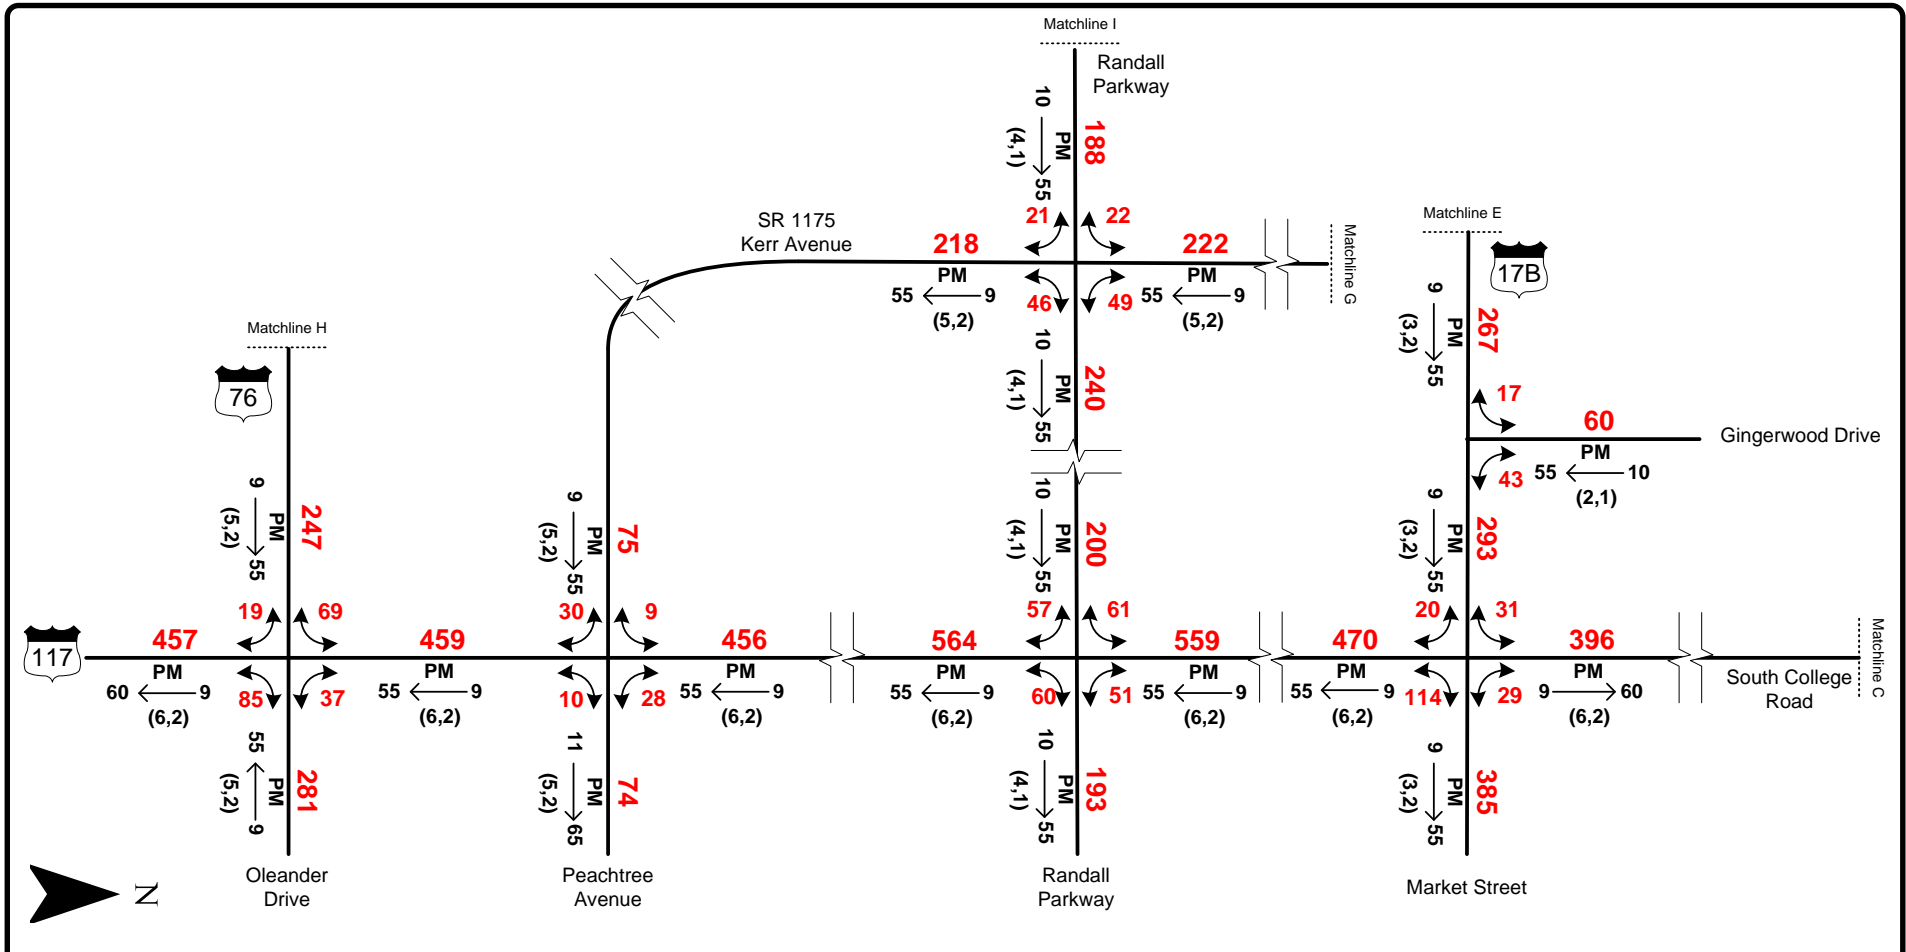 Matchline I
Randall
Parkway
10
PM
55
(4,1)
188
21
22
SR 1175
Kerr Avenue
218
PM
55
9
(5,2)
222
PM
55
9
(5,2)
Matchline G
46
49
10
PM
55
(4,1)
240
Matchline E
17B
9
PM
55
(3,2)
267
17
60
PM
55
10
(2,1)
Gingerwood Drive
43
Matchline H
76
9
PM
55
(5,2)
247
9
PM
55
(5,2)
75
10
PM
55
(4,1)
200
9
PM
55
(3,2)
293
19
69
30
9
57
61
20
31
117
457
PM
60
9
(6,2)
459
PM
55
9
(6,2)
456
PM
55
9
(6,2)
564
PM
55
9
(6,2)
559
PM
55
9
(6,2)
470
PM
55
9
(6,2)
396
PM
9
60
(6,2)
South College
Road
Matchline C
85
37
10
28
60
51
114
29
55
PM
9
(5,2)
281
11
PM
65
(5,2)
74
10
PM
55
(4,1)
193
9
PM
55
(3,2)
385
N
Oleander
Drive
Peachtree
Avenue
Randall
Parkway
Market Street